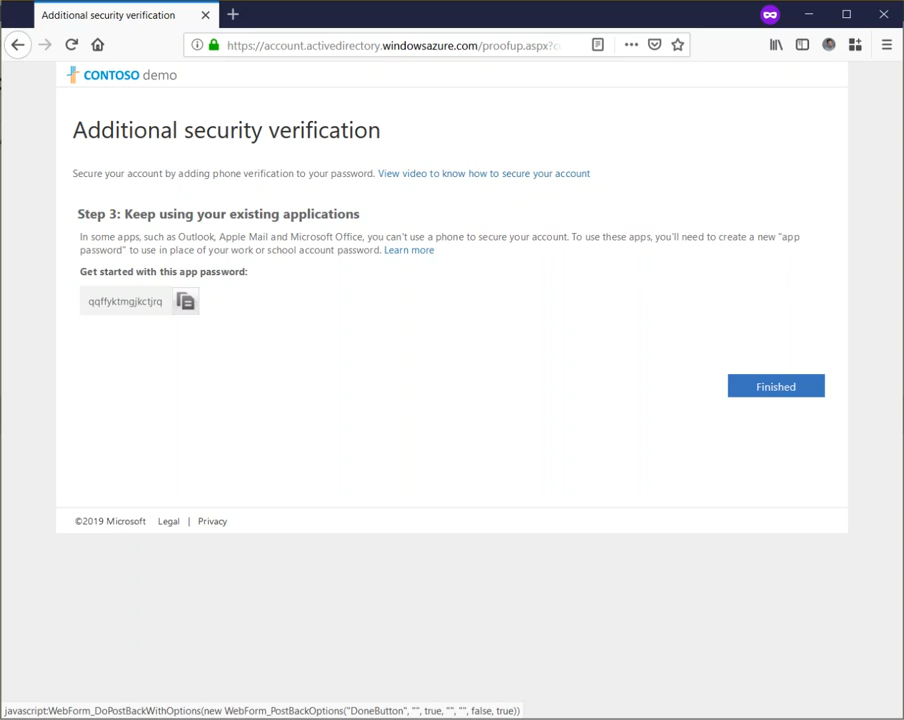 Additional security verification
https://account.activedirectory.windowsazure.com/proofup.aspx?c
CONTOSO demo
Additional security verification
Secure your account by adding phone verification to your password. View video to know how to secure your account
Step 3: Keep using your existing applications
In some apps, such as Outlook, Apple Mail and Microsoft Office, you can't use a phone to secure your account. To use these apps, you'll need to create a new "app
password" to use in place of your work or school account password. Learn more
Get started with this app password:
qqffyktmgjkctjrq
Finished
©2019 Microsoft Legal | Privacy
javascript:WebForm_DoPostBackWithOptions(new WebForm_PostBackOptions("DoneButton", "", true, "", "", false, true))